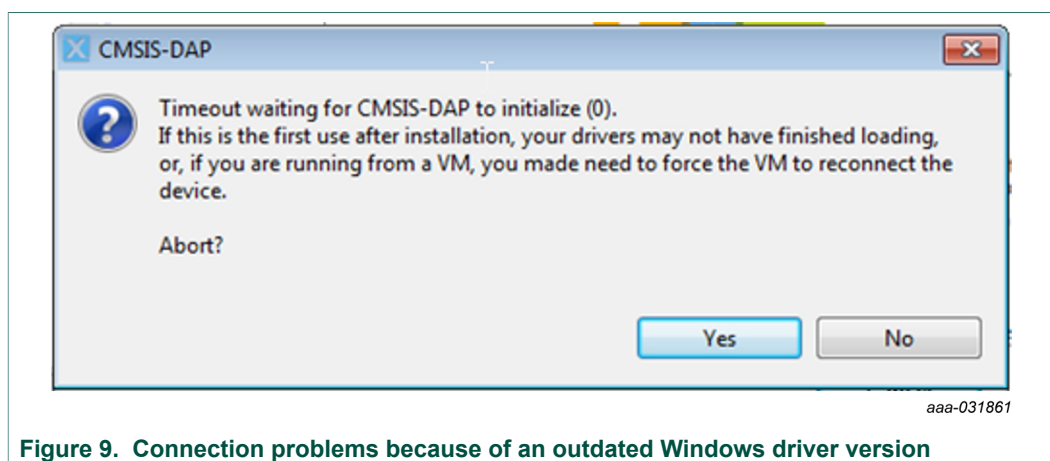 CMSIS-DAP
Timeout waiting for CMSIS-DAP to initialize (0).
If this is the first use after installation, your drivers may not have finished loading,
or, if you are running from a VM, you made need to force the VM to reconnect the
device.
Abort?
Yes
No
aaa-031861
Figure 9. Connection problems because of an outdated Windows driver version